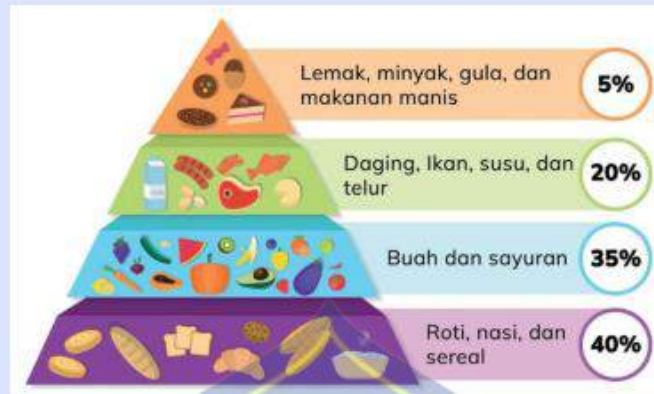 Lemak, minyak, gula, dan
makanan manis
5%
Daging, Ikan, susu, dan
telur
20%
Buah dan sayuran
35%
Roti, nasi, dan
sereal
40%